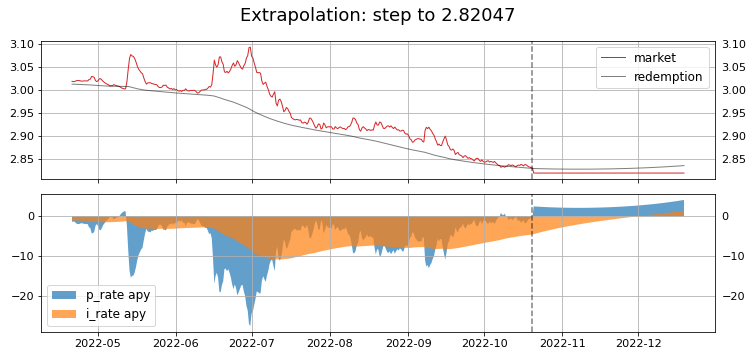 Extrapolation: step to 2.82047
3.10 3.10
3.05 3.05
3.00 3.00
2.95 2.95
2.90 2.90
2.85 2.85
market
redemption
0 0
−10 −10
−20 −20
p_rate apy
i_rate apy
2022-05 2022-06 2022-07 2022-08 2022-09 2022-10 2022-11 2022-12